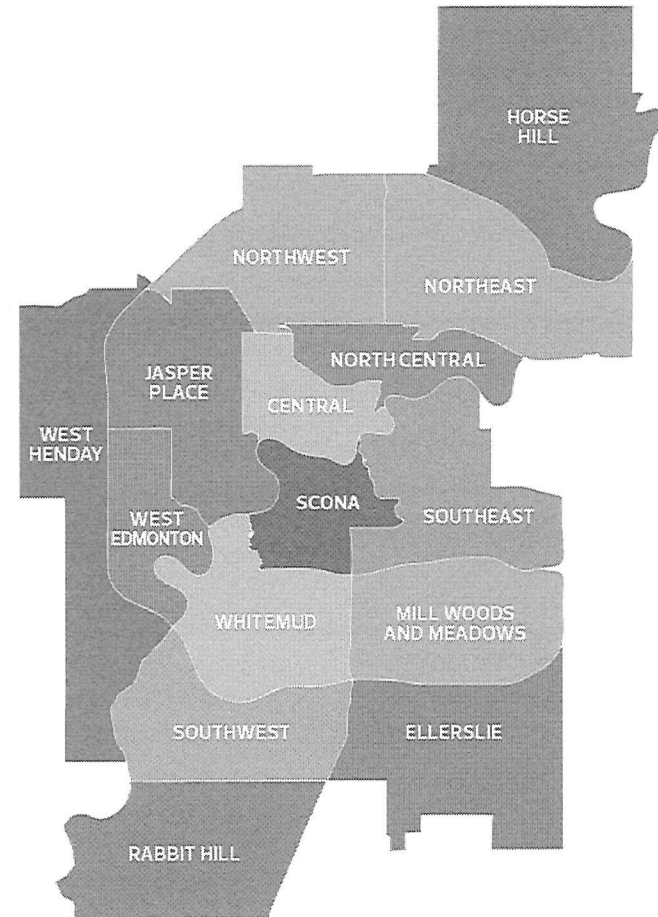 HORSE
HILL
NORTHWEST
NORTHEAST
JASPER
PLACE
NORTH CENTRAL
CENTRAL
WEST
HENDAY
SCONA
WEST
EDMONTON
SOUTHEAST
WHITEMUD
MILL WOODS
AND MEADOWS
SOUTHWEST
ELLERSLIE
RABBIT HILL